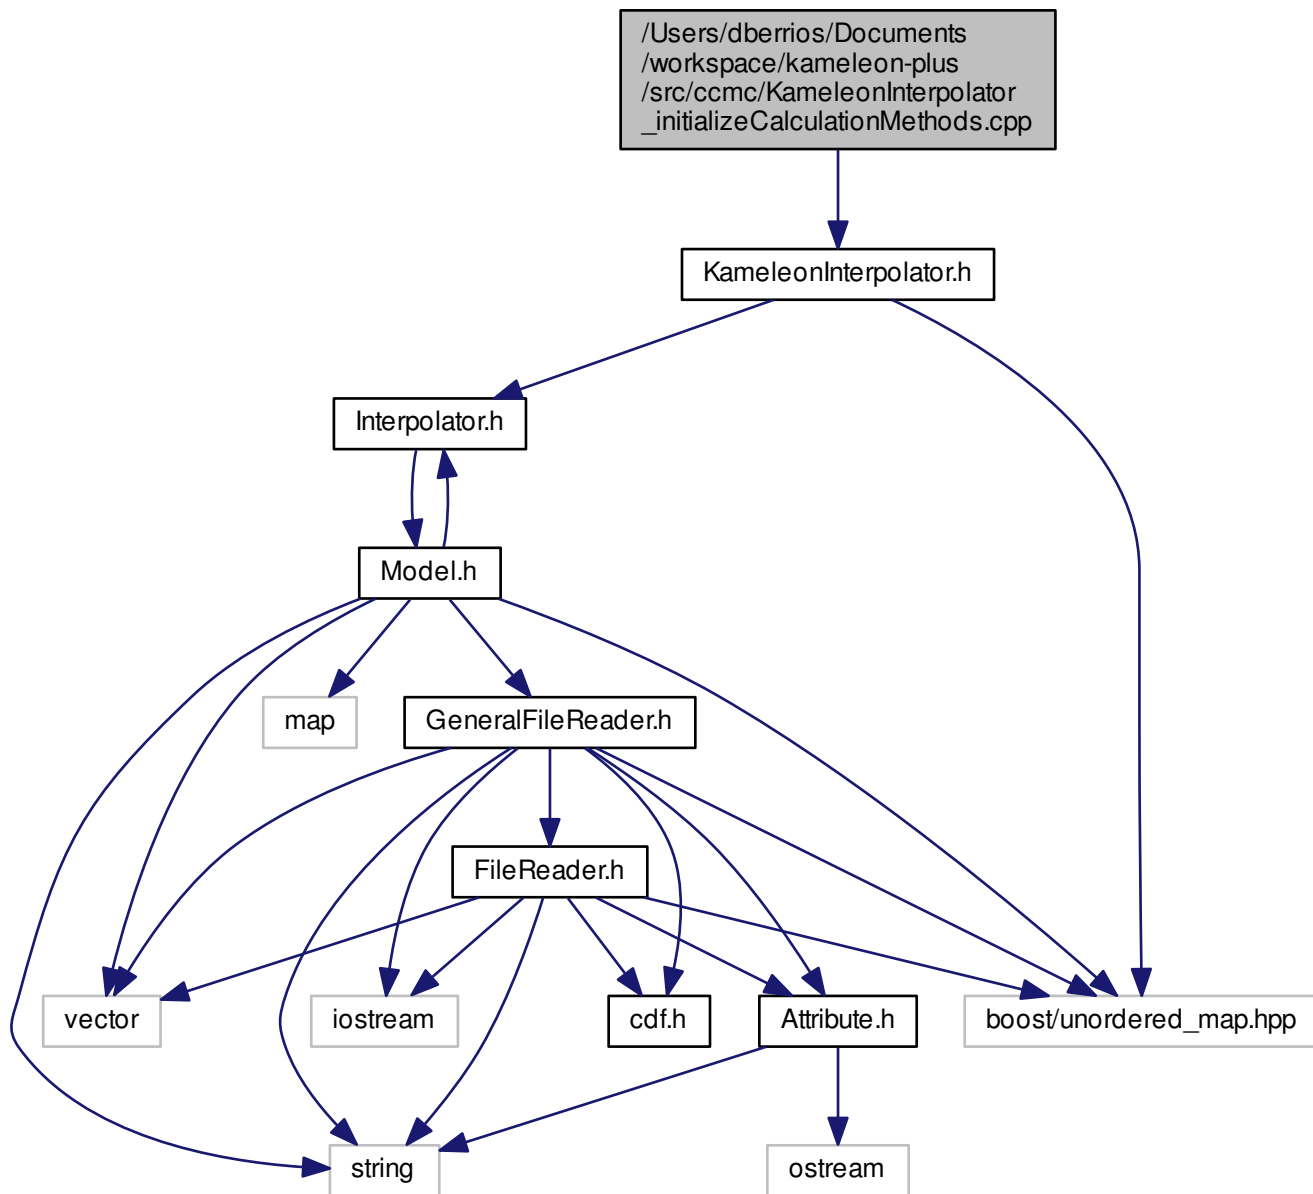 /Users/dberrios/Documents
/workspace/kameleon-plus
/src/ccmc/KameleonInterpolator
_initializeCalculationMethods.cpp
KameleonInterpolator.h
Interpolator.h
Model.h
map
GeneralFileReader.h
FileReader.h
vector
iostream
cdf.h
Attribute.h
boost/unordered_map.hpp
string
ostream